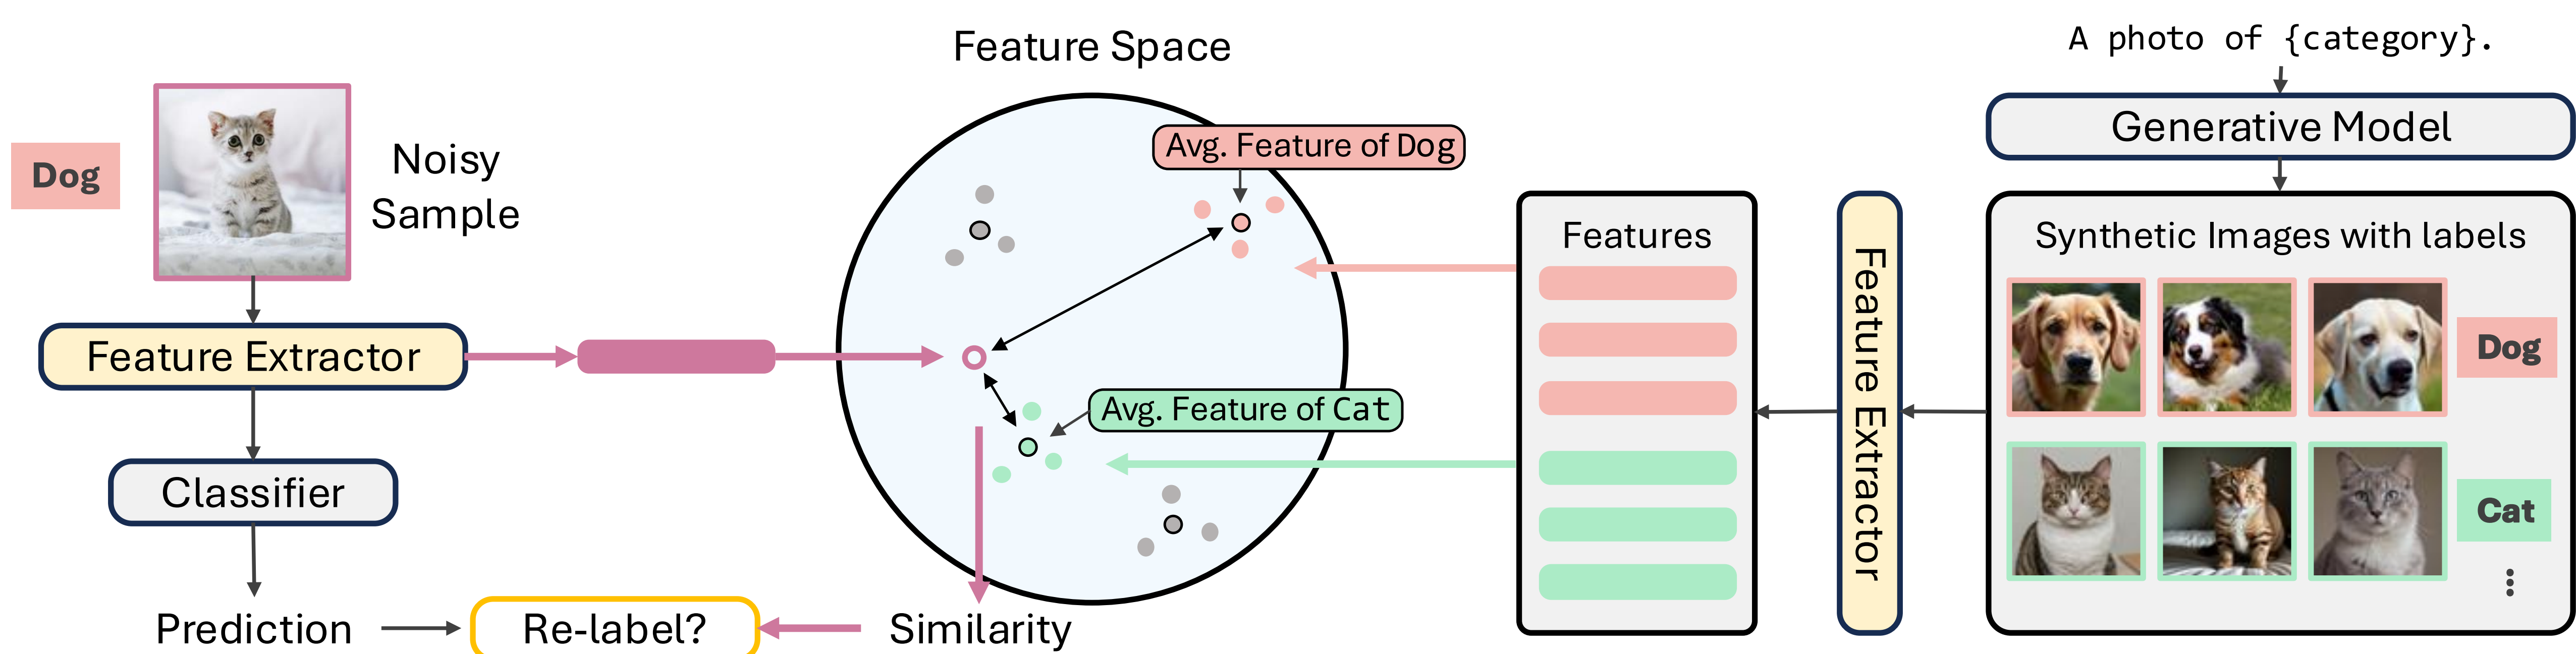 Dog
Noisy
Sample
Feature Extractor
Classifier
Prediction
Re-label?
Similarity
Feature Space
Avg. Feature of Dog
Avg. Feature of Cat
Features
Feature Extractor
A photo of {category}.
Generative Model
Synthetic Images with labels
Dog
Cat